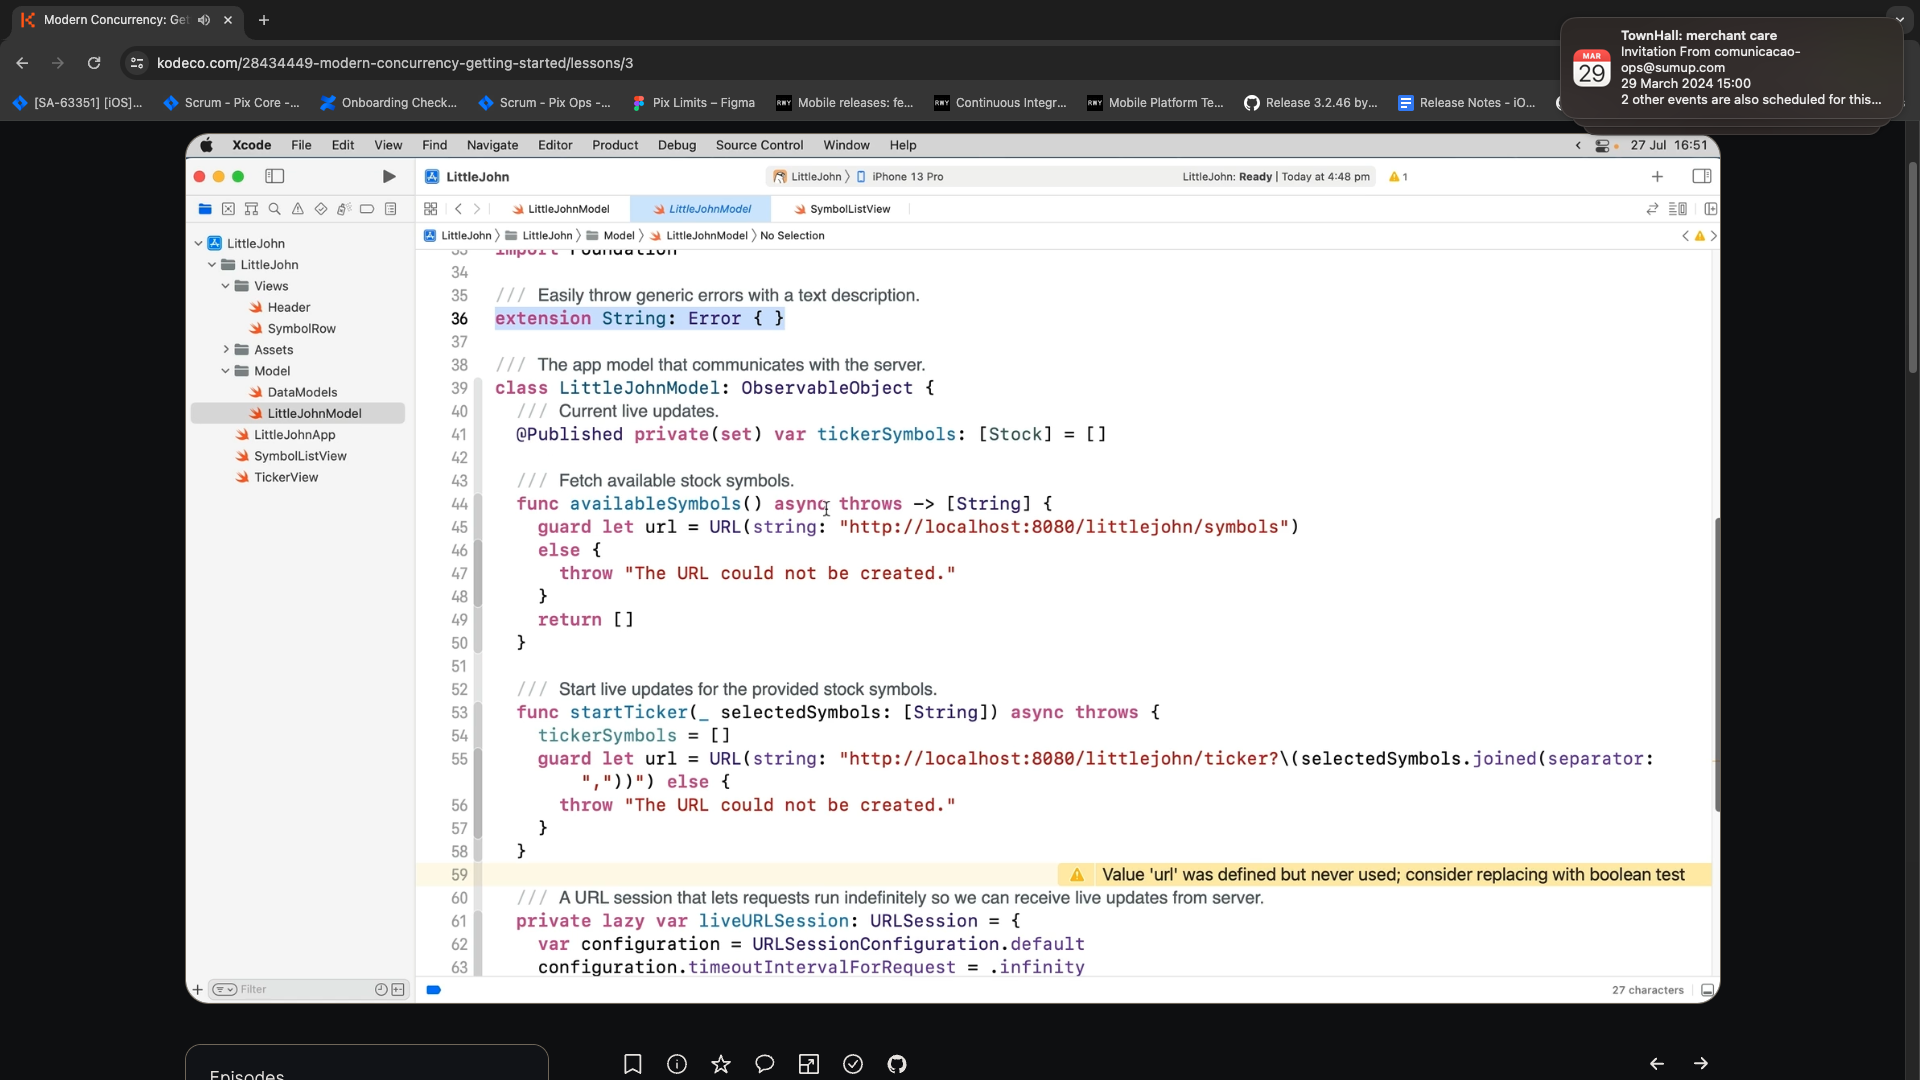 Modern Concurrency: Get
kodeco.com/28434449-modern-concurrency-getting-started/lessons/3
TownHall: merchant care
Invitation From comunicacao-
ops@sumup.com
29 March 2024 15:00
2 other events are also scheduled for this...
MAR
29
[SA-63351] [iOS]... Scrum - Pix Core -... Onboarding Check... Scrum - Pix Ops -... Pix Limits – Figma RWY Mobile releases: fe... RWY Continuous Integr... RWY Mobile Platform Te... Release 3.2.46 by... Release Notes - iO...
Xcode File Edit View Find Navigate Editor Product Debug Source Control Window Help 27 Jul 16:51
LittleJohn LittleJohn iPhone 13 Pro LittleJohn: Ready | Today at 4:48 pm 1
LittleJohnModel LittleJohnModel SymbolListView
LittleJohn LittleJohn Model LittleJohnModel No Selection
LittleJohn
LittleJohn
Views
Header
SymbolRow
Assets
Model
DataModels
LittleJohnModel
LittleJohnApp
SymbolListView
TickerView
Filter
33 import Foundation
34
35 /// Easily throw generic errors with a text description.
36 extension String: Error { }
37
38 /// The app model that communicates with the server.
39 class LittleJohnModel: ObservableObject {
40 /// Current live updates.
41 @Published private(set) var tickerSymbols: [Stock] = []
42
43 /// Fetch available stock symbols.
44 func availableSymbols() async throws -> [String] {
45 guard let url = URL(string: "http://localhost:8080/littlejohn/symbols")
46 else {
47 throw "The URL could not be created."
48 }
49 return []
50 }
51
52 /// Start live updates for the provided stock symbols.
53 func startTicker(_ selectedSymbols: [String]) async throws {
54 tickerSymbols = []
55 guard let url = URL(string: "http://localhost:8080/littlejohn/ticker?\(selectedSymbols.joined(separator:
","))") else {
56 throw "The URL could not be created."
57 }
58 }
59 Value 'url' was defined but never used; consider replacing with boolean test
60 /// A URL session that lets requests run indefinitely so we can receive live updates from server.
61 private lazy var liveURLSession: URLSession = {
62 var configuration = URLSessionConfiguration.default
63 configuration.timeoutIntervalForRequest = .infinity
27 characters
Episodes